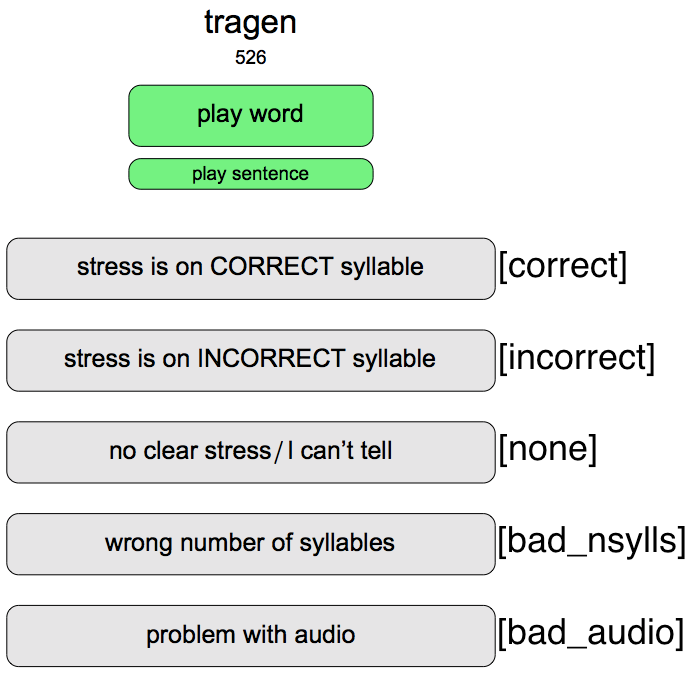 tragen
526
play word
play sentence
stress is on CORRECT syllable [correct]
stress is on INCORRECT syllable [incorrect]
no clear stress/I can't tell [none]
wrong number of syllables [bad_nsylls]
problem with audio [bad_audio]